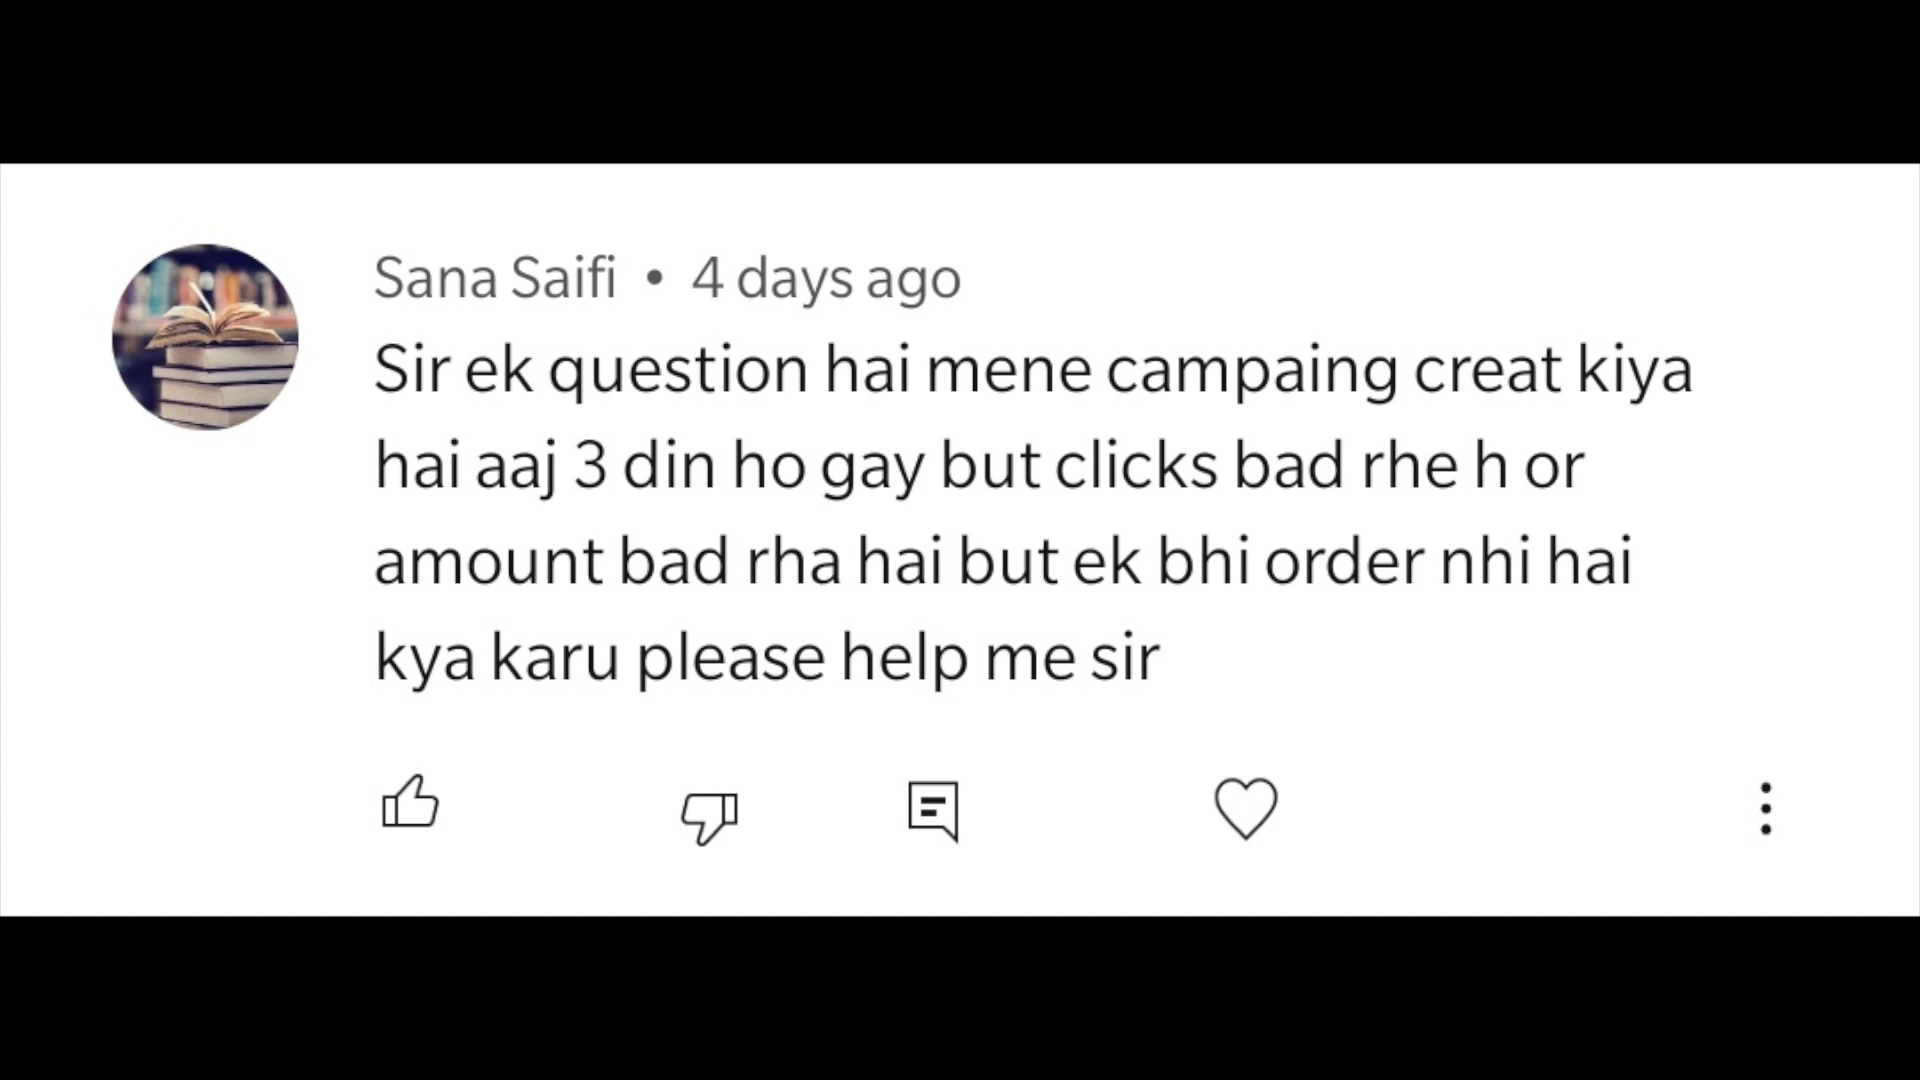 Sana Saifi • 4 days ago
Sir ek question hai mene campaing creat kiya
hai aaj 3 din ho gay but clicks bad rhe h or
amount bad rha hai but ek bhi order nhi hai
kya karu please help me sir